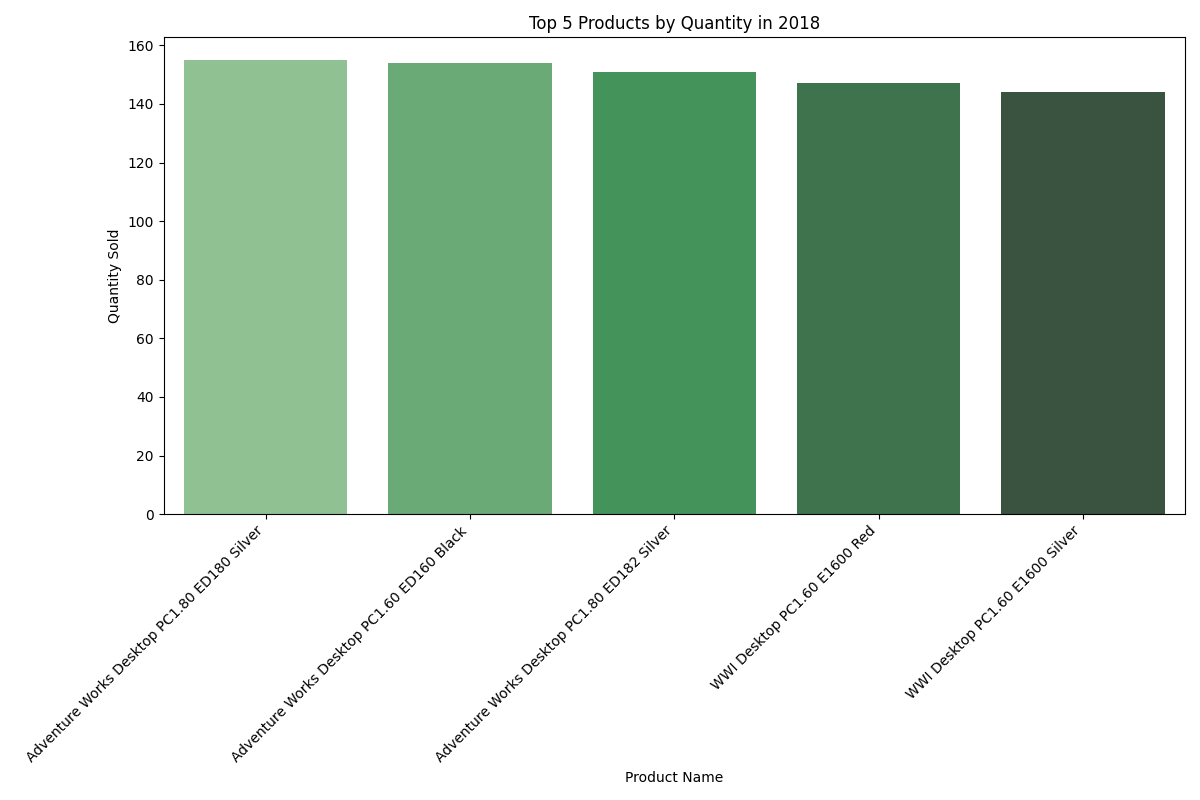 Top 5 Products by Quantity in 2018
Quantity Sold
160
140
120
100
80
60
40
20
0
Adventure Works Desktop PC1.80 ED180 Silver
Adventure Works Desktop PC1.60 ED160 Black
Adventure Works Desktop PC1.80 ED182 Silver
WWI Desktop PC1.60 E1600 Red
WWI Desktop PC1.60 E1600 Silver
Product Name